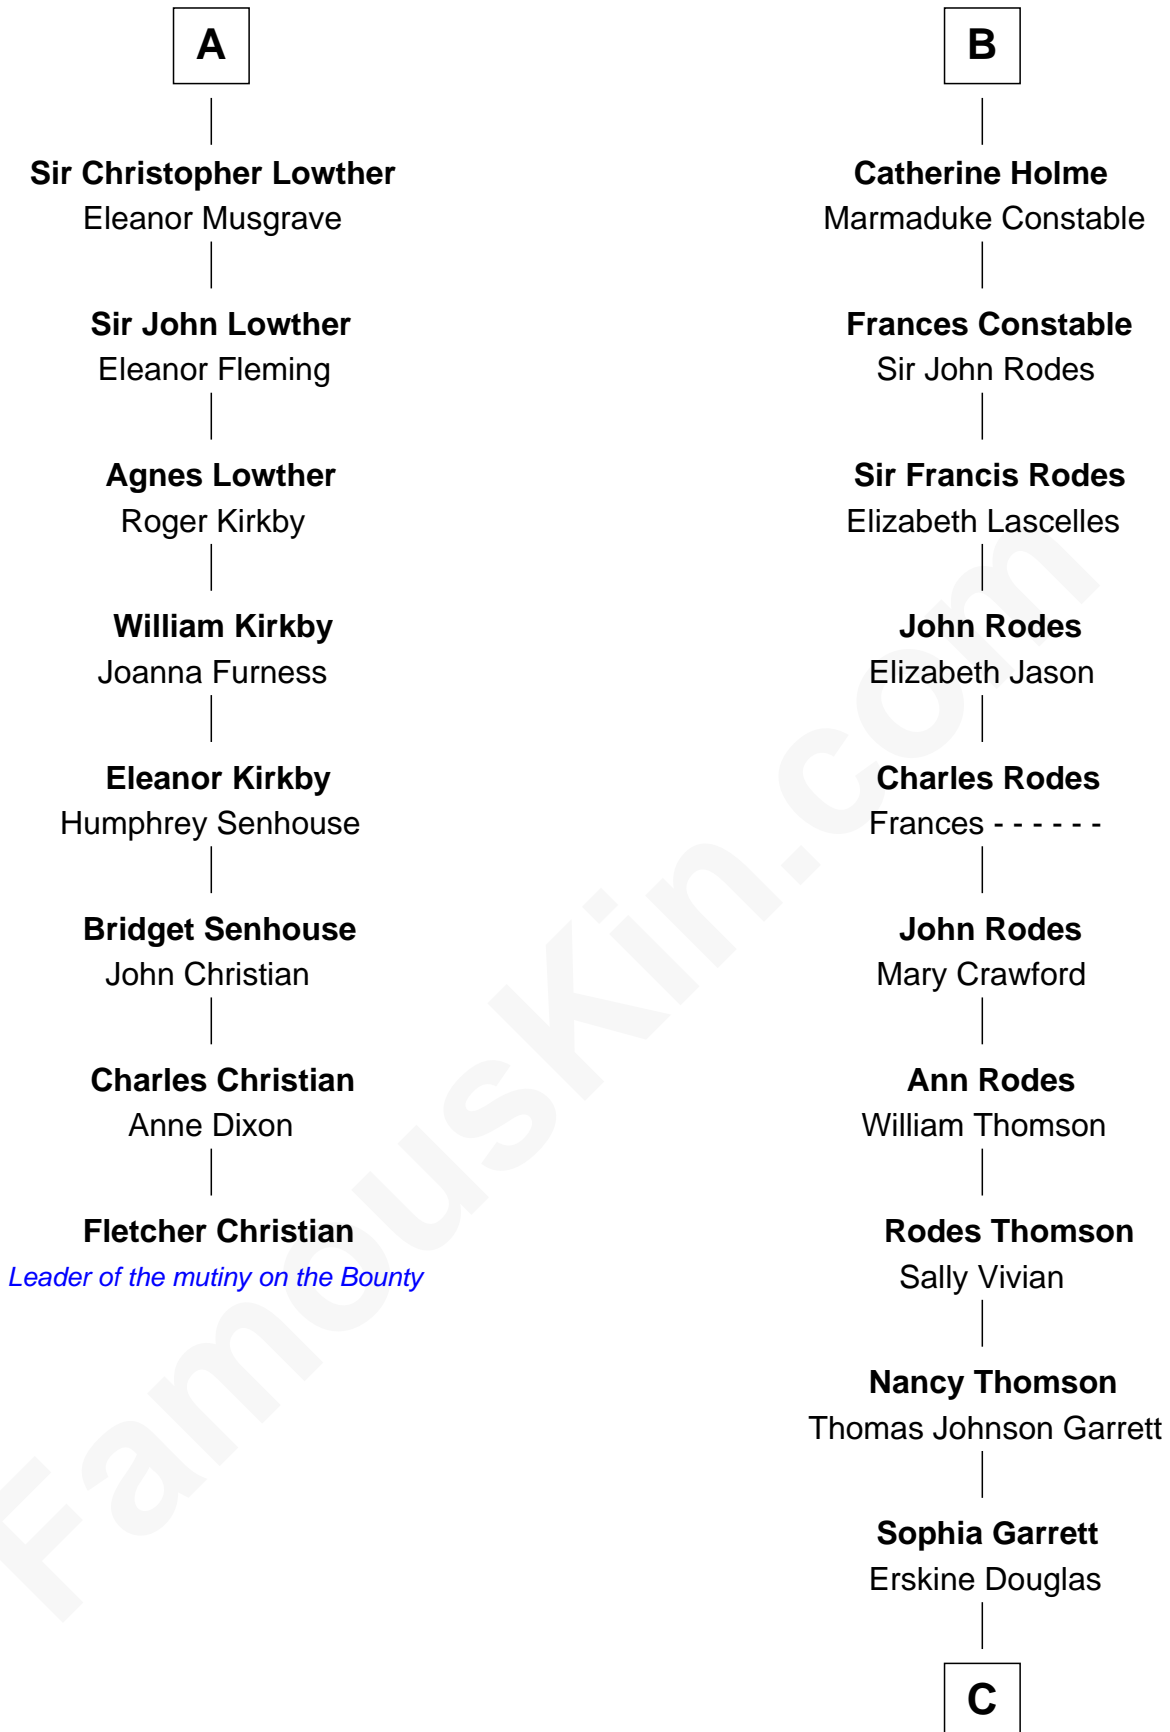 A
Sir Christopher Lowther
Eleanor Musgrave
Sir John Lowther
Eleanor Fleming
Agnes Lowther
Roger Kirkby
William Kirkby
Joanna Furness
Eleanor Kirkby
Humphrey Senhouse
Bridget Senhouse
John Christian
Charles Christian
Anne Dixon
Fletcher Christian
Leader of the mutiny on the Bounty
B
Catherine Holme
Marmaduke Constable
Frances Constable
Sir John Rodes
Sir Francis Rodes
Elizabeth Lascelles
John Rodes
Elizabeth Jason
Charles Rodes
Frances - - - - - -
John Rodes
Mary Crawford
Ann Rodes
William Thomson
Rodes Thomson
Sally Vivian
Nancy Thomson
Thomas Johnson Garrett
Sophia Garrett
Erskine Douglas
C
FamousKin.com